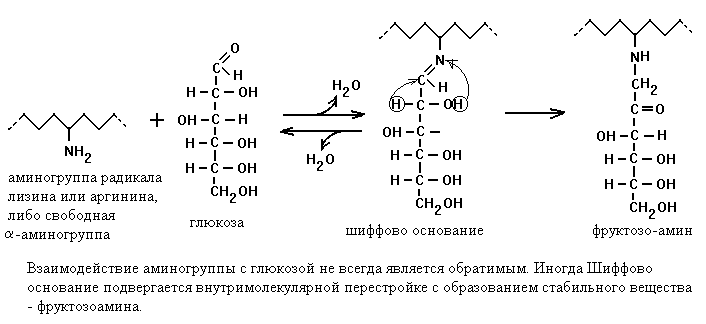 NH₂
аминогруппа радикала
лизина или аргинина,
либо свободная
α-аминогруппа
+
O
C H
C OH
OH C H
C OH
C OH
CH₂OH
глюкоза
H₂O
H₂O
N
C H
H C OH
OH C
C OH
C OH
CH₂OH
шиффово основание
NH
CH₂
C=O
OH C H
C OH
C OH
CH₂OH
фруктозо-амин
Взаимодействие аминогруппы с глюкозой не всегда является обратимым. Иногда Шиффово
основание подвергается внутримолекулярной перестройке с образованием стабильного вещества
- фруктозоамина.